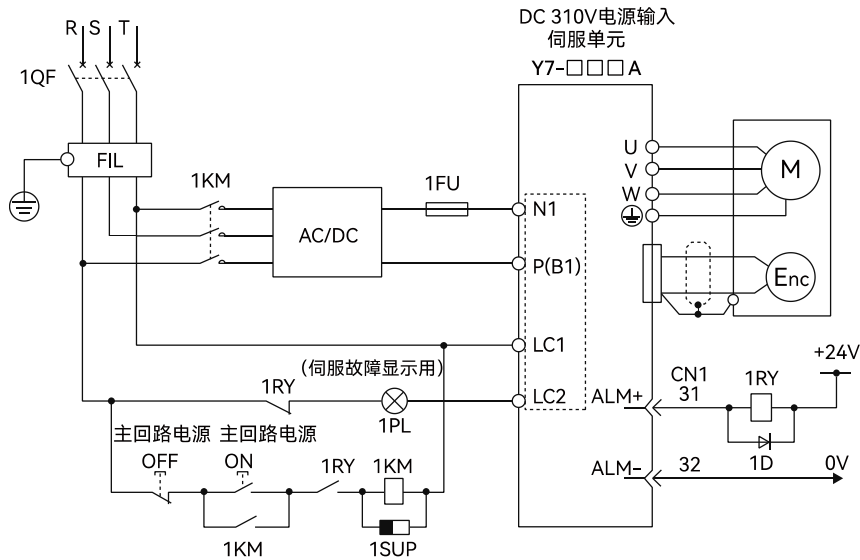 DC 310V电源输入
伺服单元
Y7-□□□A
R S T
1QF
FIL
1KM
AC/DC
1FU
N1
P(B1)
LC1
LC2
U
V
W
M
Enc
(伺服故障显示用)
1RY
1PL
ALM+
CN1
31
1RY
+24V
1D
ALM-
32
0V
主回路电源
OFF
主回路电源
ON
1RY
1KM
1KM
1SUP